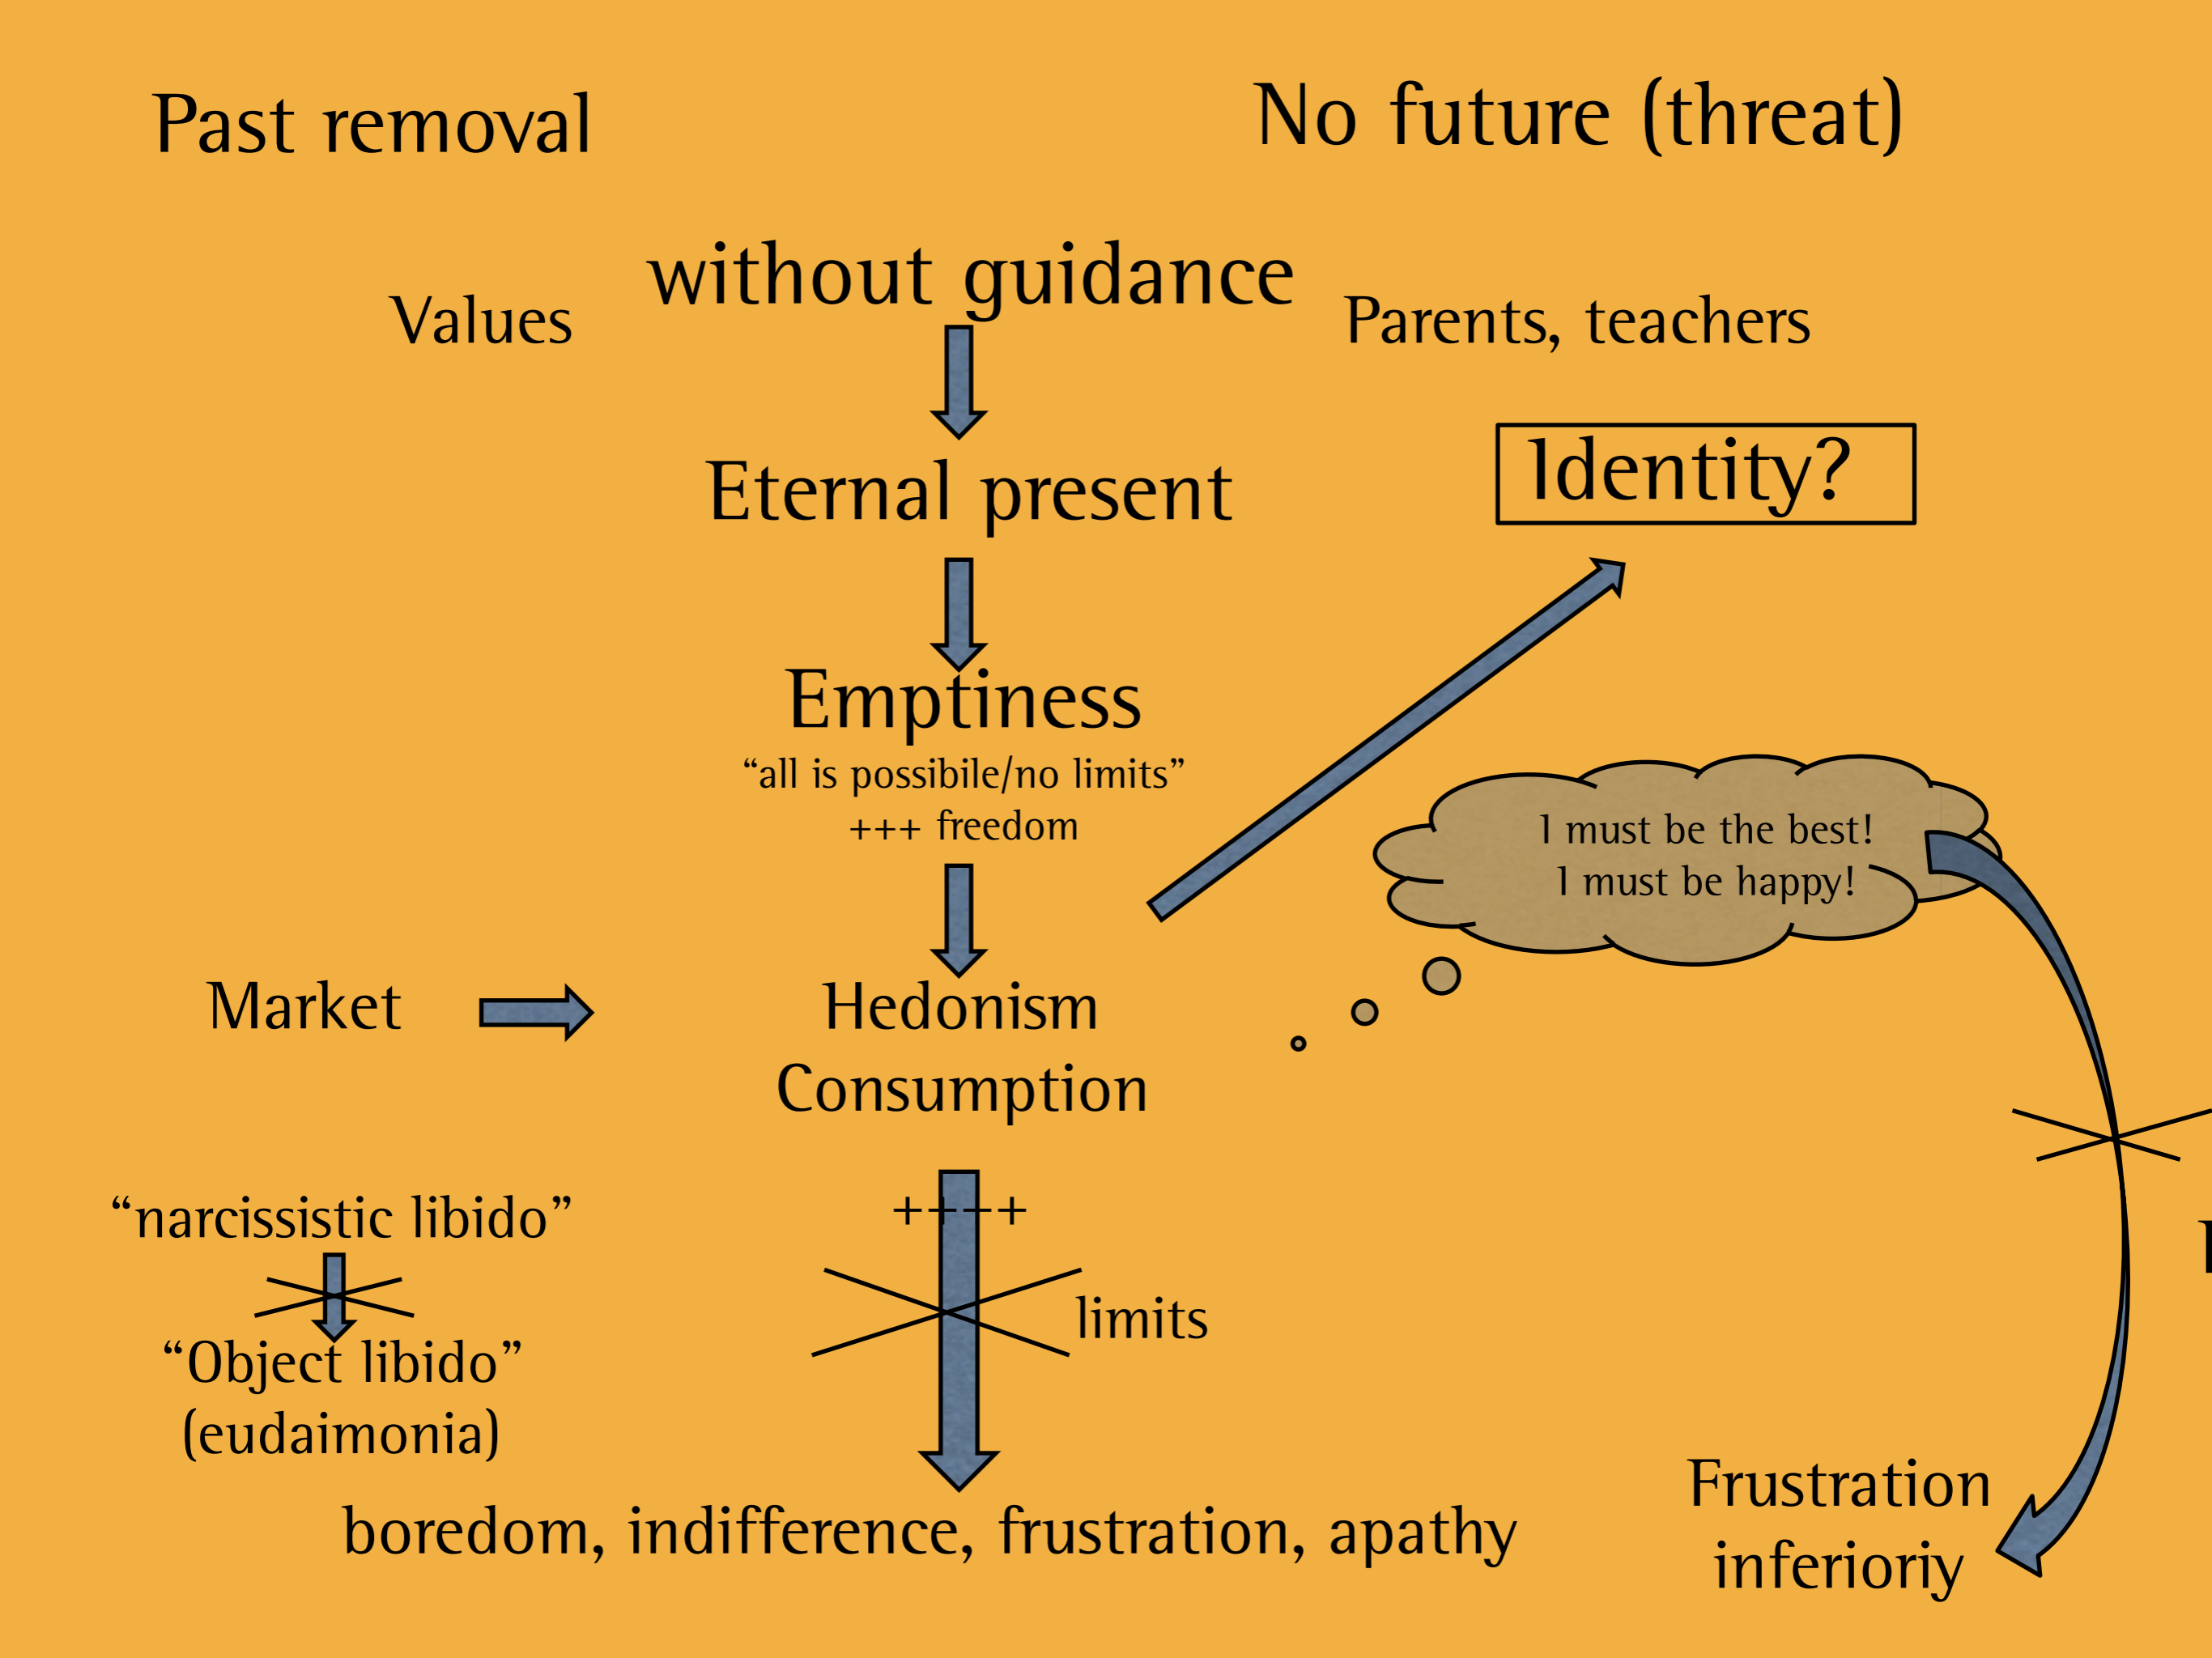 Past removal
No future (threat)
without guidance
Values
Parents, teachers
Eternal present
Identity?
Emptiness
“all is possibile/no limits”
+++ freedom
I must be the best!
I must be happy!
Market
Hedonism
Consumption
“narcissistic libido”
++++
limits
“Object libido”
(eudaimonia)
boredom, indifference, frustration, apathy
Frustration
inferioriy